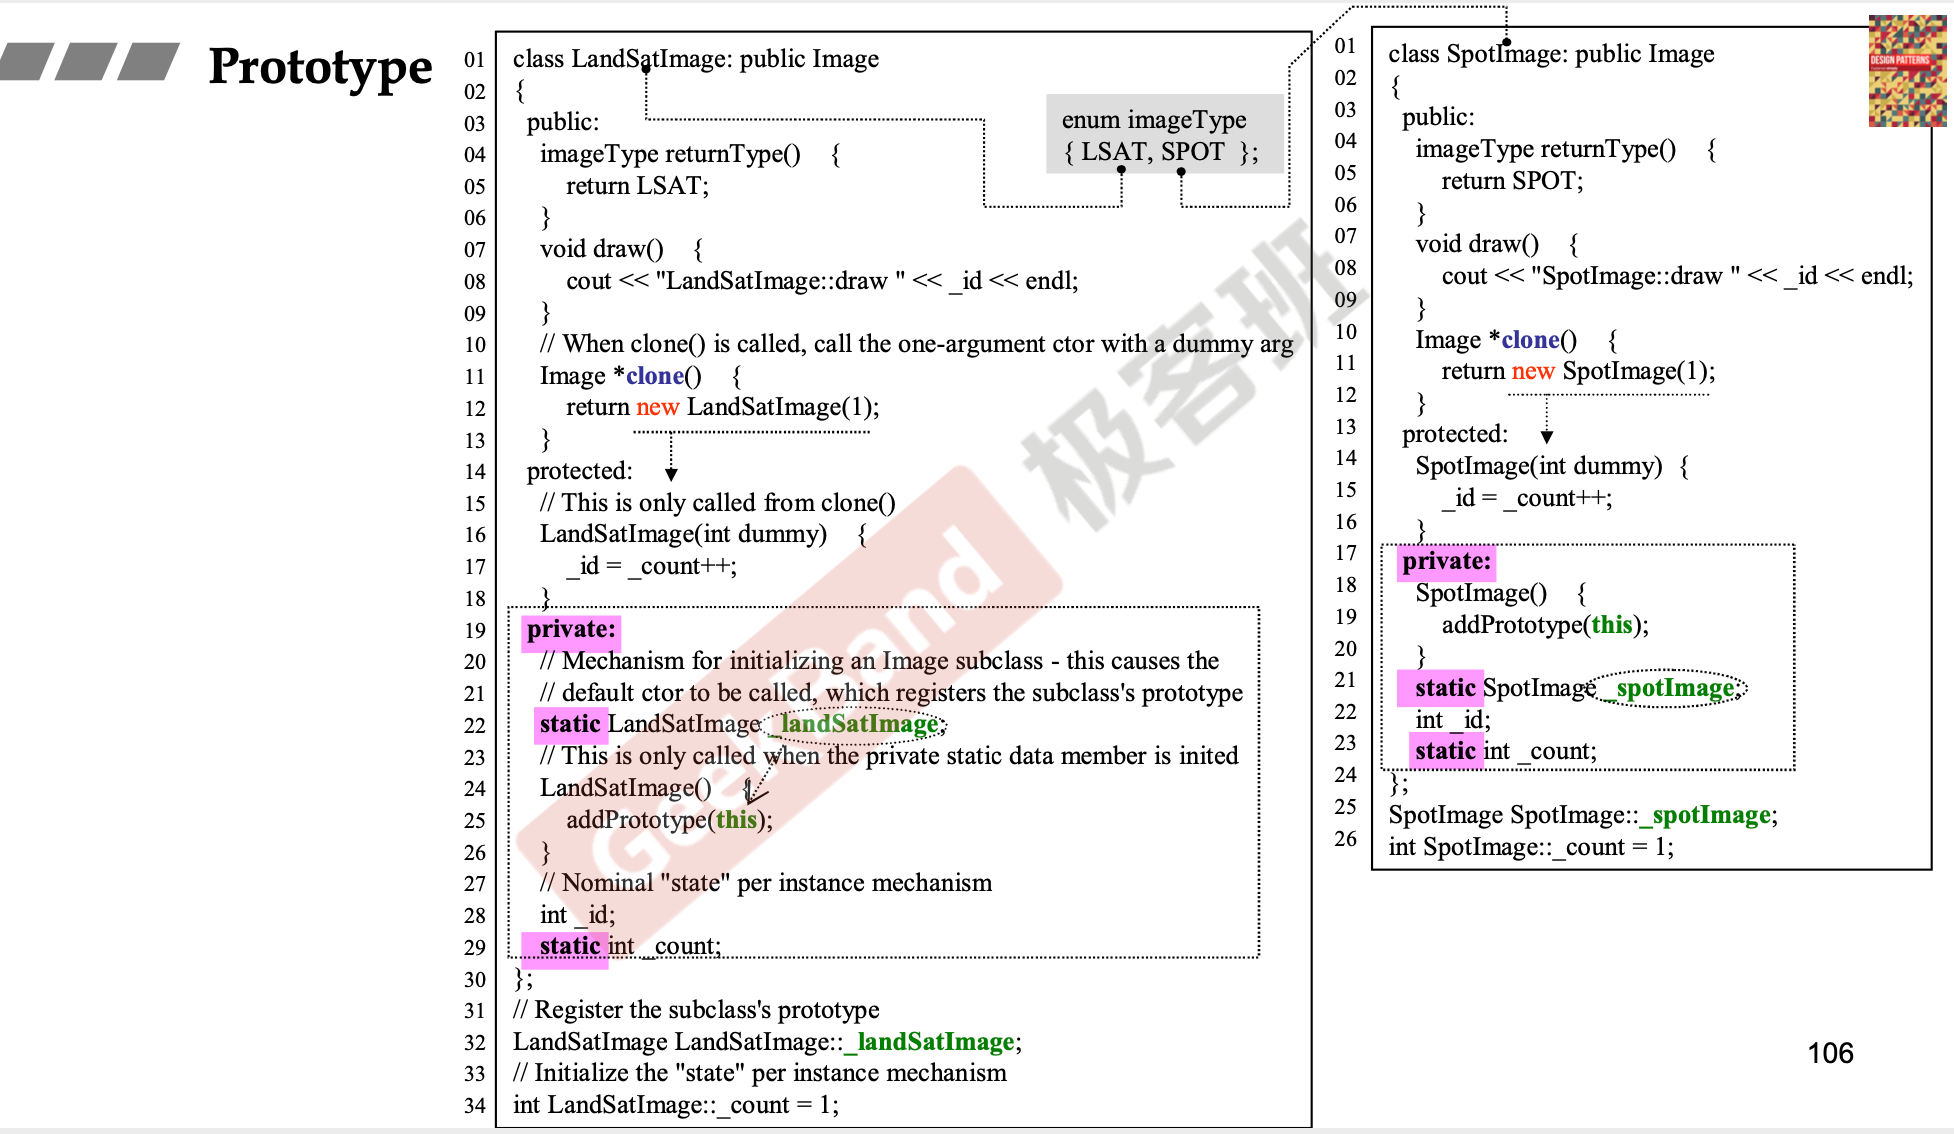 Prototype
01 class LandSatImage: public Image
02 {
03 public:
04 imageType returnType() {
05 return LSAT;
06 }
07 void draw() {
08 cout << "LandSatImage::draw " << _id << endl;
09 }
10 // When clone() is called, call the one-argument ctor with a dummy arg
11 Image *clone() {
12 return new LandSatImage(1);
13 }
14 protected:
15 // This is only called from clone()
16 LandSatImage(int dummy) {
17 _id = _count++;
18 }
19 private:
20 // Mechanism for initializing an Image subclass - this causes the
21 // default ctor to be called, which registers the subclass's prototype
22 static LandSatImage _landSatImage;
23 // This is only called when the private static data member is inited
24 LandSatImage() {
25 addPrototype(this);
26 }
27 // Nominal "state" per instance mechanism
28 int _id;
29 static int _count;
30 };
31 // Register the subclass's prototype
32 LandSatImage LandSatImage::_landSatImage;
33 // Initialize the "state" per instance mechanism
34 int LandSatImage::_count = 1;
enum imageType
{ LSAT, SPOT };
01 class SpotImage: public Image
02 {
03 public:
04 imageType returnType() {
05 return SPOT;
06 }
07 void draw() {
08 cout << "SpotImage::draw " << _id << endl;
09 }
10 Image *clone() {
11 return new SpotImage(1);
12 }
13 protected:
14 SpotImage(int dummy) {
15 _id = _count++;
16 }
17 private:
18 SpotImage() {
19 addPrototype(this);
20 }
21 static SpotImage _spotImage;
22 int _id;
23 static int _count;
24 };
25 SpotImage SpotImage::_spotImage;
26 int SpotImage::_count = 1;
GeekBand 极客班
DESIGN PATTERNS
106